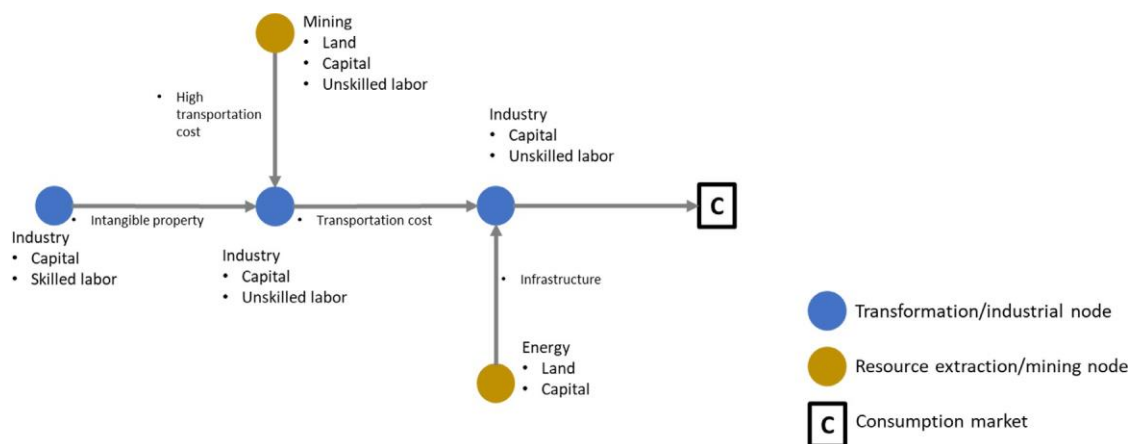 Mining
• Land
• Capital
• Unskilled labor
• High
transportation
cost
Industry
• Capital
• Unskilled labor
• Intangible property
• Transportation cost
C
Industry
• Capital
• Skilled labor
Industry
• Capital
• Unskilled labor
• Infrastructure
Energy
• Land
• Capital
Transformation/industrial node
Resource extraction/mining node
C Consumption market